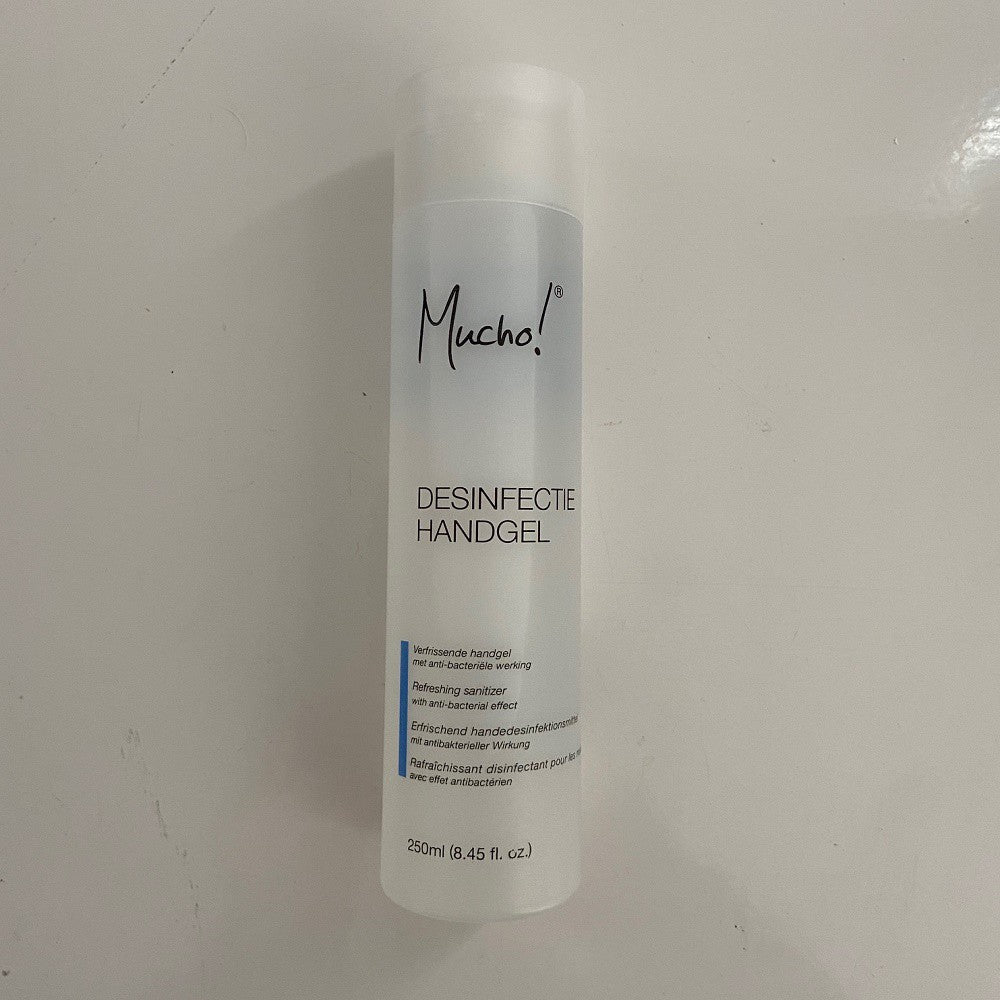 Mucho!®
DESINFECTIE
HANDGEL
Verfrissende handgel
met anti-bacteriële werking
Refreshing sanitizer
with anti-bacterial effect
Erfrischend handedesinfektionsmittel
mit antibakterieller Wirkung
Rafraîchissant disinfectant pour les
avec effet antibactérien
250ml (8.45 fl. oz.)